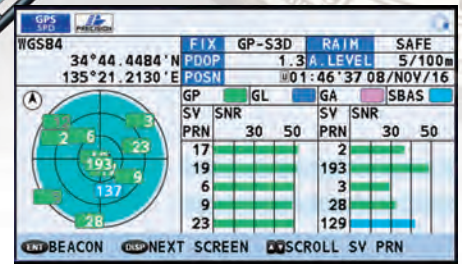 GPS
SPD
PRECISION
WGS84
34°44.4484'N
135°21.2130'E
FIX GP-S3D RAIM SAFE
PDOP 1.3 A.LEVEL 5/100m
POSN 01:46'37 08/NOV/16
GP GL GA SBAS
SV SNR SV SNR
PRN 30 50 PRN 30 50
17 2
19 193
6 3
9 28
23 129
3
2 6
23
193
9
137
28
ENT BEACON DISP NEXT SCREEN SCROLL SV PRN